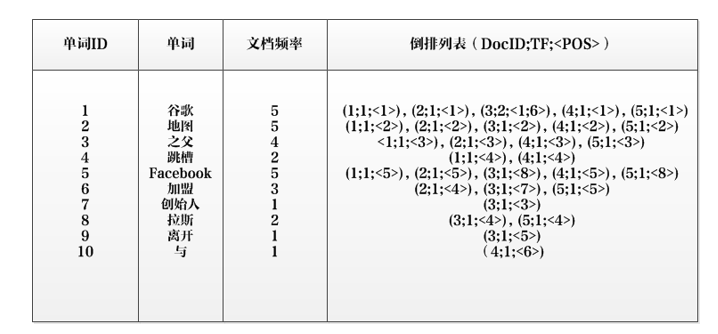 单词ID 单词 文档频率 倒排列表（DocID;TF;<POS>）
1 谷歌 5 (1;1;<1>), (2;1;<1>), (3;2;<1;6>), (4;1;<1>), (5;1;<1>)
2 地图 5 (1;1;<2>), (2;1;<2>), (3;1;<2>), (4;1;<2>), (5;1;<2>)
3 之父 4 <1;1;<3>), (2;1;<3>), (4;1;<3>), (5;1;<3>)
4 跳槽 2 (1;1;<4>), (4;1;<4>)
5 Facebook 5 (1;1;<5>), (2;1;<5>), (3;1;<8>), (4;1;<5>), (5;1;<8>)
6 加盟 3 (2;1;<4>), (3;1;<7>), (5;1;<5>)
7 创始人 1 (3;1;<3>)
8 拉斯 2 (3;1;<4>), (5;1;<4>)
9 离开 1 (3;1;<5>)
10 与 1 （4;1;<6>)